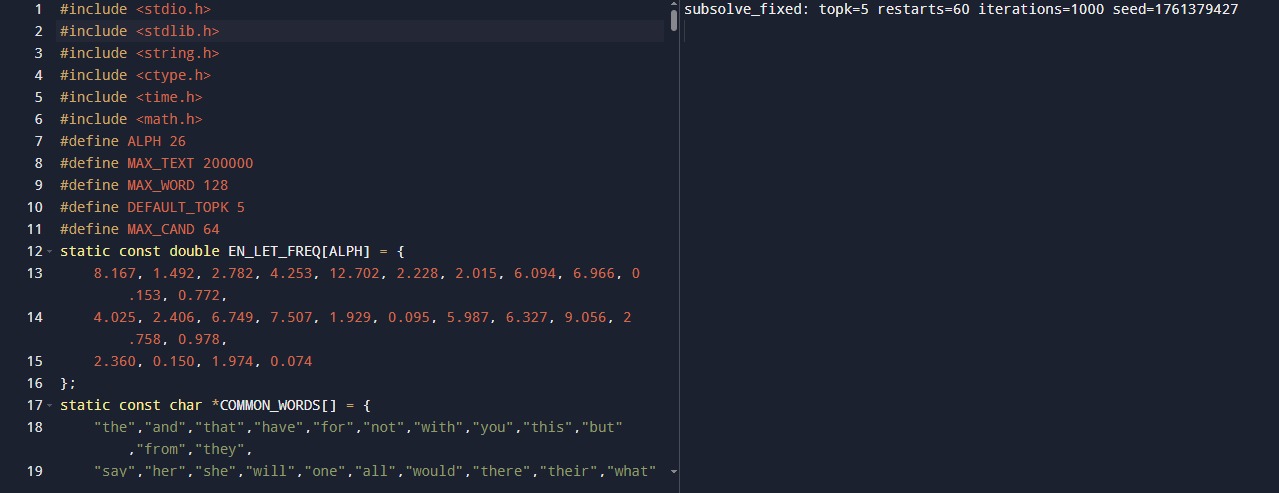 1 #include <stdio.h>
2 #include <stdlib.h>
3 #include <string.h>
4 #include <ctype.h>
5 #include <time.h>
6 #include <math.h>
7 #define ALPH 26
8 #define MAX_TEXT 200000
9 #define MAX_WORD 128
10 #define DEFAULT_TOPK 5
11 #define MAX_CAND 64
12 static const double EN_LET_FREQ[ALPH] = {
13 8.167, 1.492, 2.782, 4.253, 12.702, 2.228, 2.015, 6.094, 6.966, 0
.153, 0.772,
14 4.025, 2.406, 6.749, 7.507, 1.929, 0.095, 5.987, 6.327, 9.056, 2
.758, 0.978,
15 2.360, 0.150, 1.974, 0.074
16 };
17 static const char *COMMON_WORDS[] = {
18 "the","and","that","have","for","not","with","you","this","but"
,"from","they",
19 "say","her","she","will","one","all","would","there","their","what"
subsolve_fixed: topk=5 restarts=60 iterations=1000 seed=1761379427